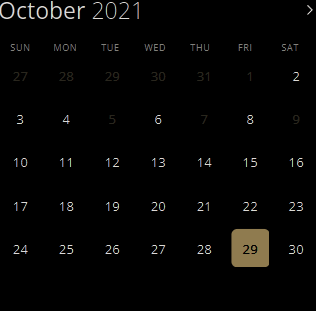 October 2021
SUN MON TUE WED THU FRI SAT
27 28 29 30 31 1 2
3 4 5 6 7 8 9
10 11 12 13 14 15 16
17 18 19 20 21 22 23
24 25 26 27 28 29 30